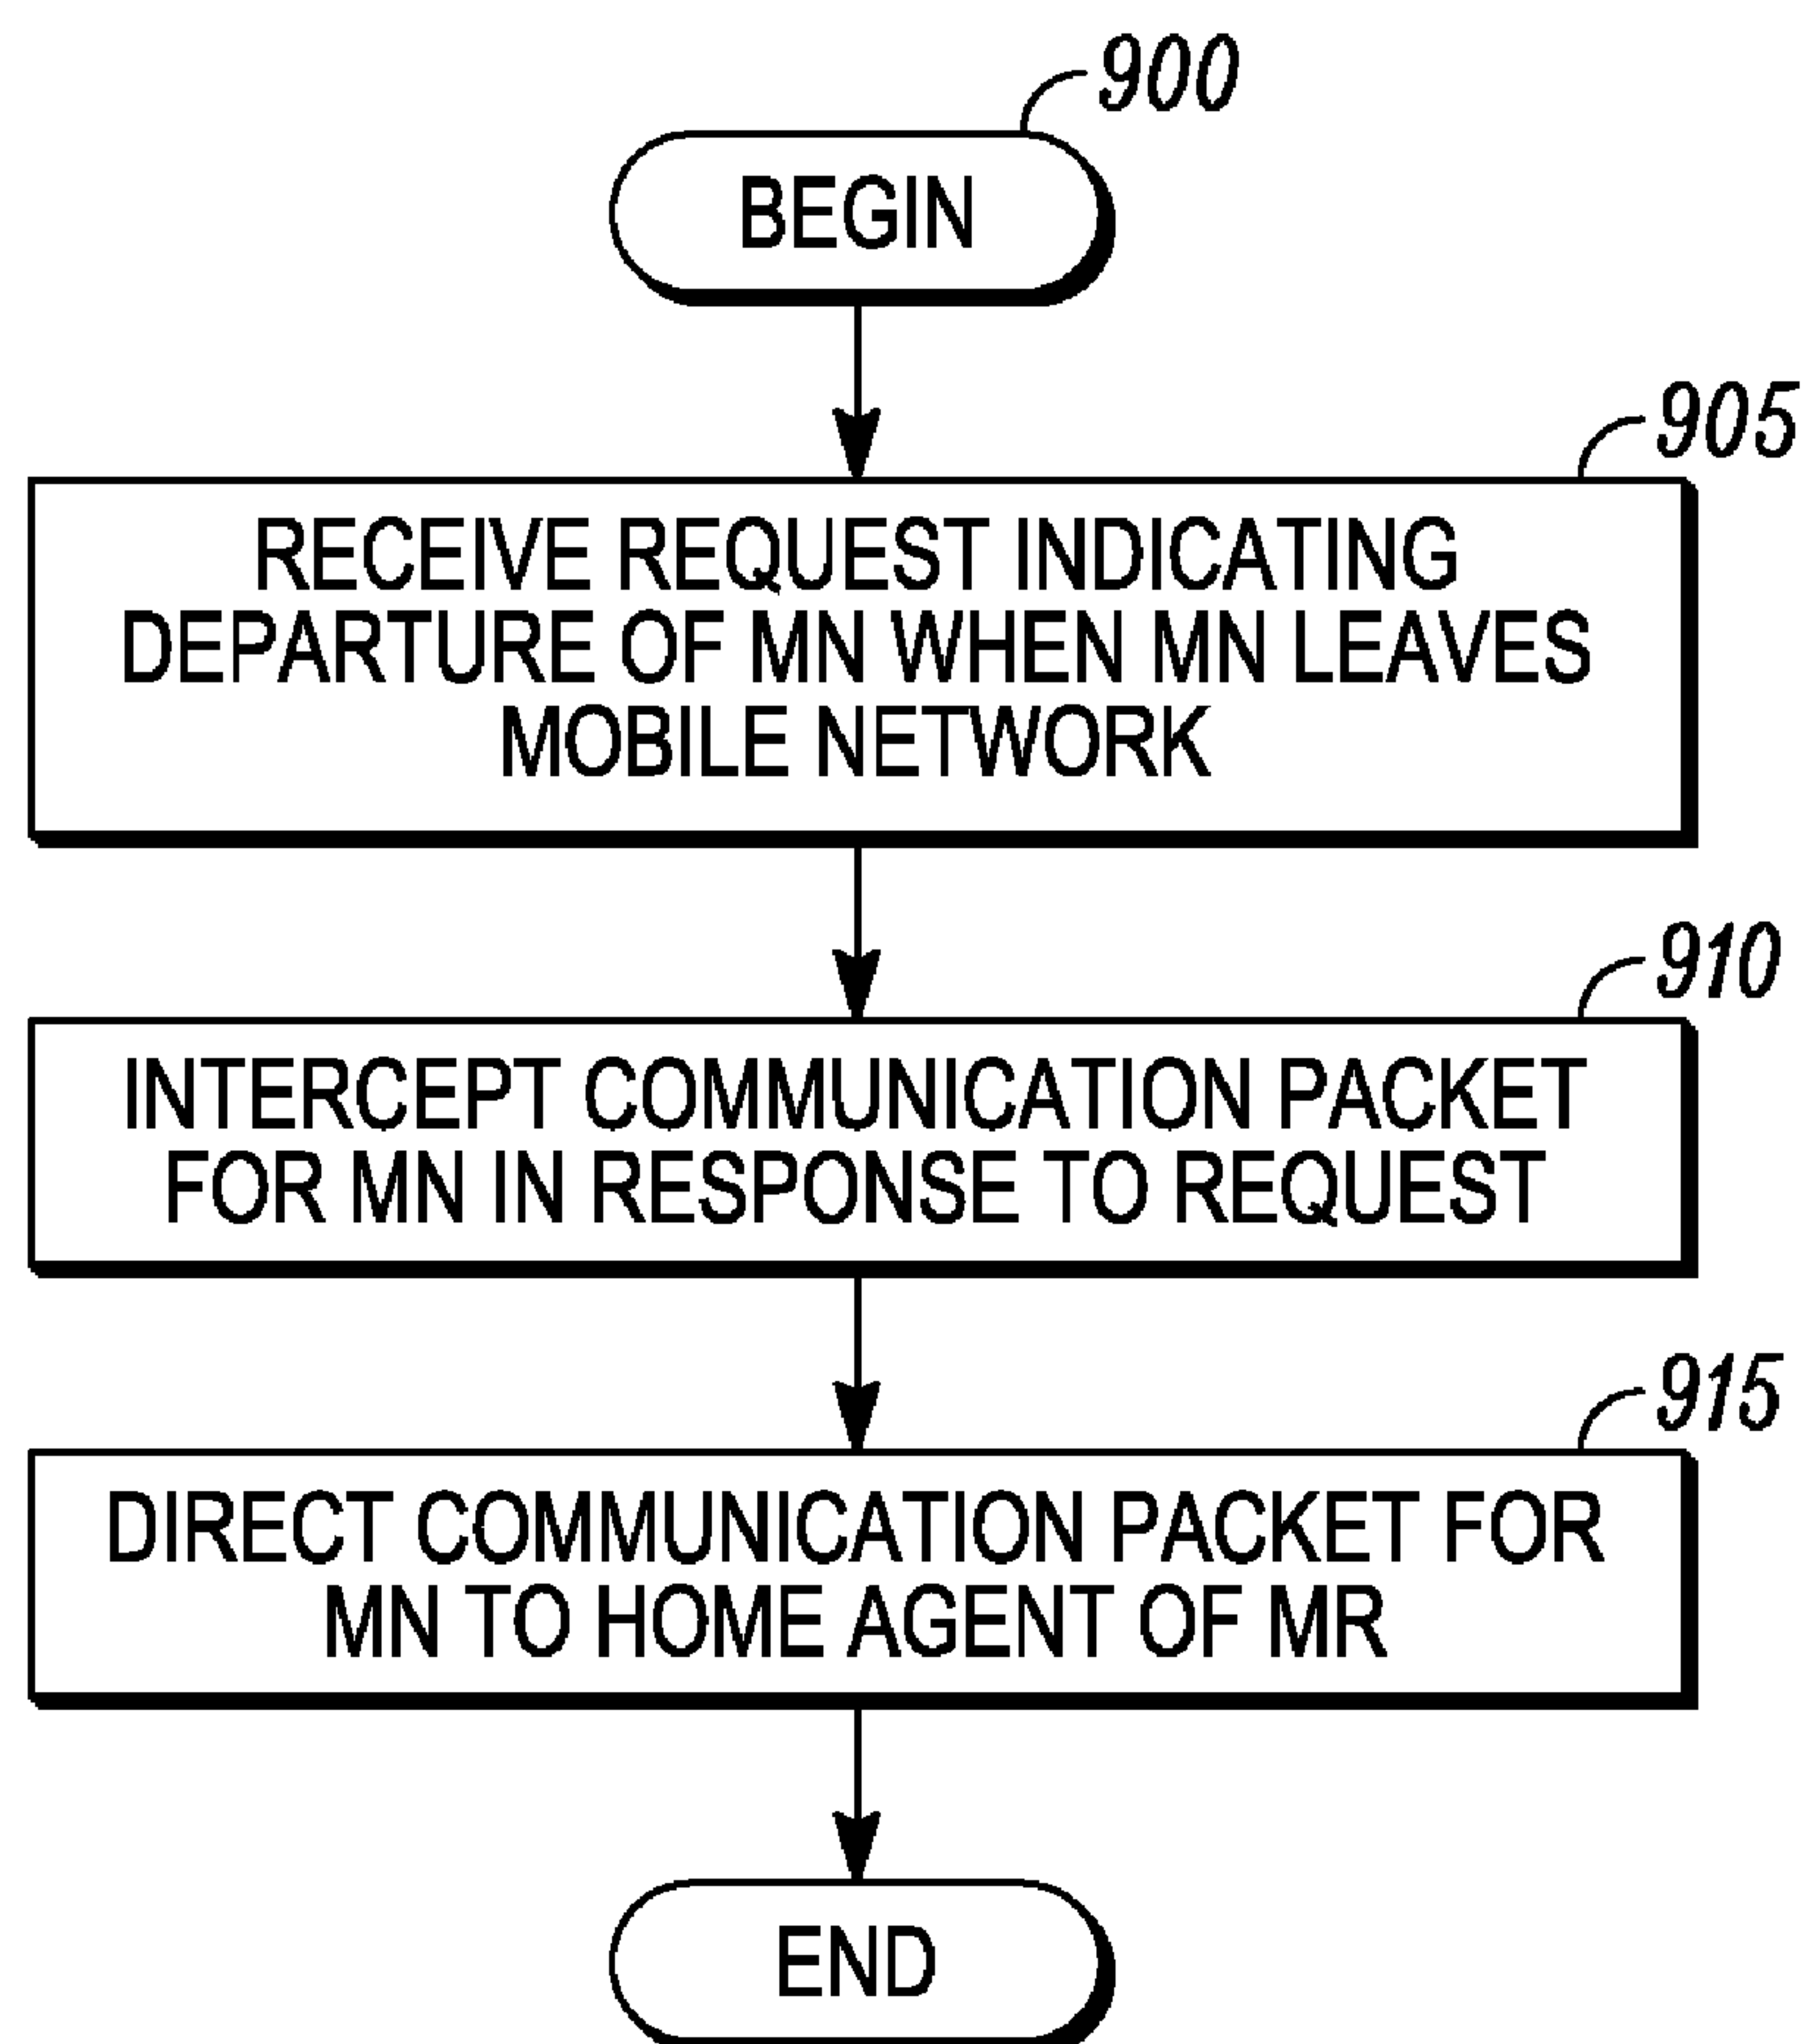 900
BEGIN
905
RECEIVE REQUEST INDICATING
DEPARTURE OF MN WHEN MN LEAVES
MOBILE NETWORK
910
INTERCEPT COMMUNICATION PACKET
FOR MN IN RESPONSE TO REQUEST
915
DIRECT COMMUNICATION PACKET FOR
MN TO HOME AGENT OF MR
END